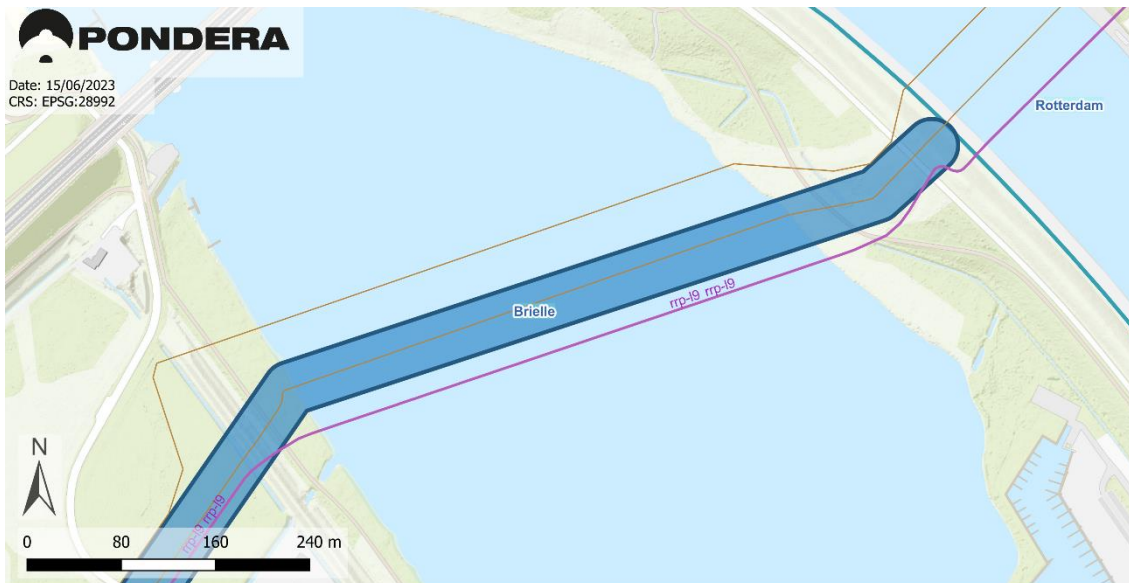 PONDERA
Date: 15/06/2023
CRS: EPSG:28992
Rotterdam
rrp-l9 rrp-l9
Brielle
rrp-l9 rrp-l9
N
0 80 160 240 m